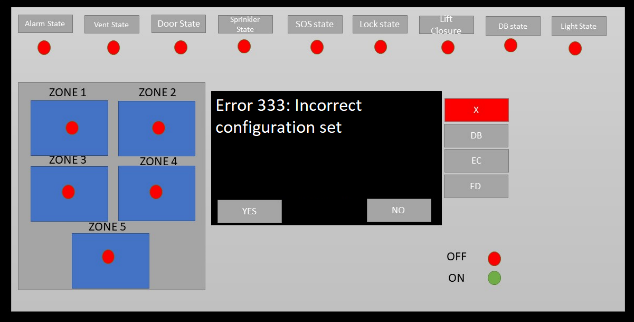 Alarm State
Vent State
Door State
Sprinkler
State
SOS state
Lock state
Lift
Closure
DB state
Light State
ZONE 1
ZONE 2
ZONE 3
ZONE 4
ZONE 5
Error 333: Incorrect
configuration set
YES
NO
X
DB
EC
FD
OFF
ON